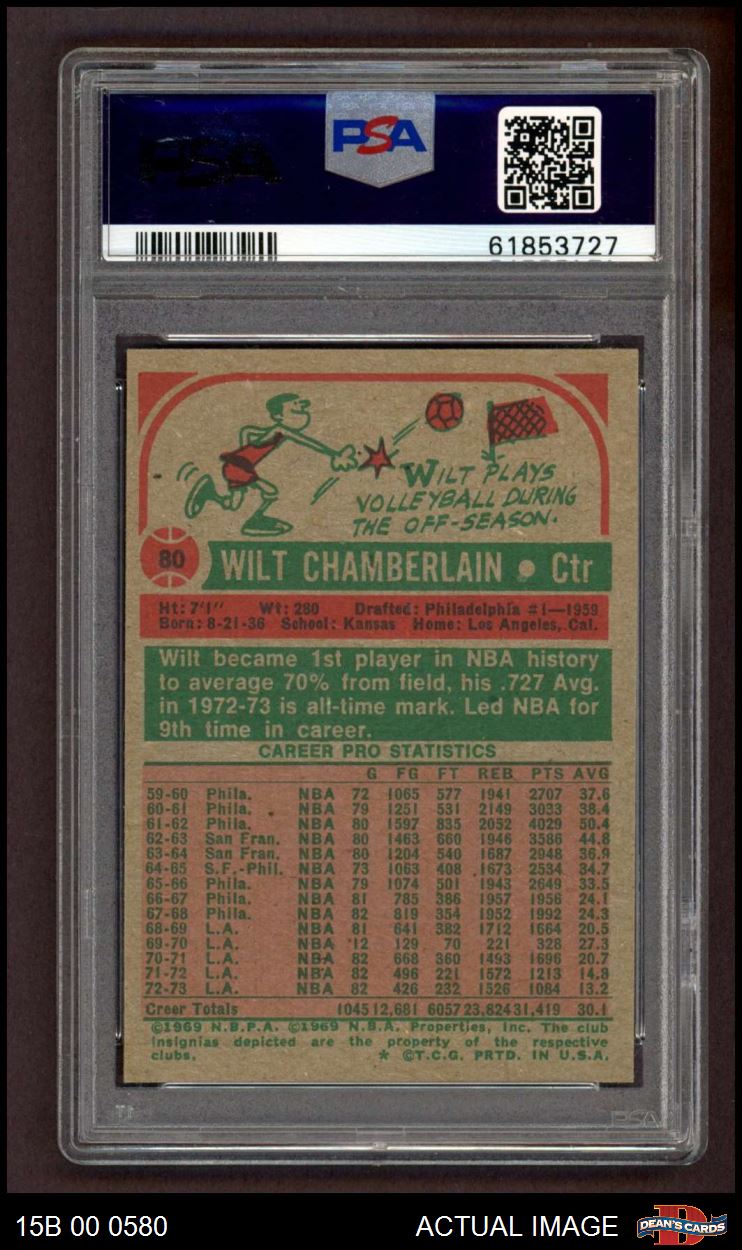 PSA
PSA
61853727
WILT PLAYS
VOLLEYBALL DURING
THE OFF-SEASON.
80
WILT CHAMBERLAIN • Ctr
Ht: 7'1" Wt: 280 Drafted: Philadelphia #1—1959
Born: 8-21-36 School: Kansas Home: Los Angeles, Cal.
Wilt became 1st player in NBA history
to average 70% from field, his .727 Avg.
in 1972-73 is all-time mark. Led NBA for
9th time in career.
CAREER PRO STATISTICS
G FG FT REB PTS AVG
59-60 Phila. NBA 72 1065 577 1941 2707 37.6
60-61 Phila. NBA 79 1251 531 2149 3033 38.4
61-62 Phila. NBA 80 1597 835 2052 4029 50.4
62-63 San Fran. NBA 80 1463 660 1946 3586 44.8
63-64 San Fran. NBA 80 1204 540 1687 2948 36.9
64-65 S.F.-Phil. NBA 73 1063 408 1673 2534 34.7
65-66 Phila. NBA 79 1074 501 1943 2649 33.5
66-67 Phila. NBA 81 785 386 1957 1956 24.1
67-68 Phila. NBA 82 819 354 1952 1992 24.3
68-69 L.A. NBA 81 641 382 1712 1664 20.5
69-70 L.A. NBA 12 129 70 221 328 27.3
70-71 L.A. NBA 82 668 360 1493 1696 20.7
71-72 L.A. NBA 82 496 221 1572 1213 14.8
72-73 L.A. NBA 82 426 232 1526 1084 13.2
Creer Totals 1045 12,681 6057 23,824 31,419 30.1
©1969 N.B.P.A. ©1969 N.B.A. Properties, Inc. The club
insignias depicted are the property of the respective
clubs. * ©T.C.G. PRTD. IN U.S.A.
PSA
15B 00 0580 ACTUAL IMAGE DEAN'S CARDS